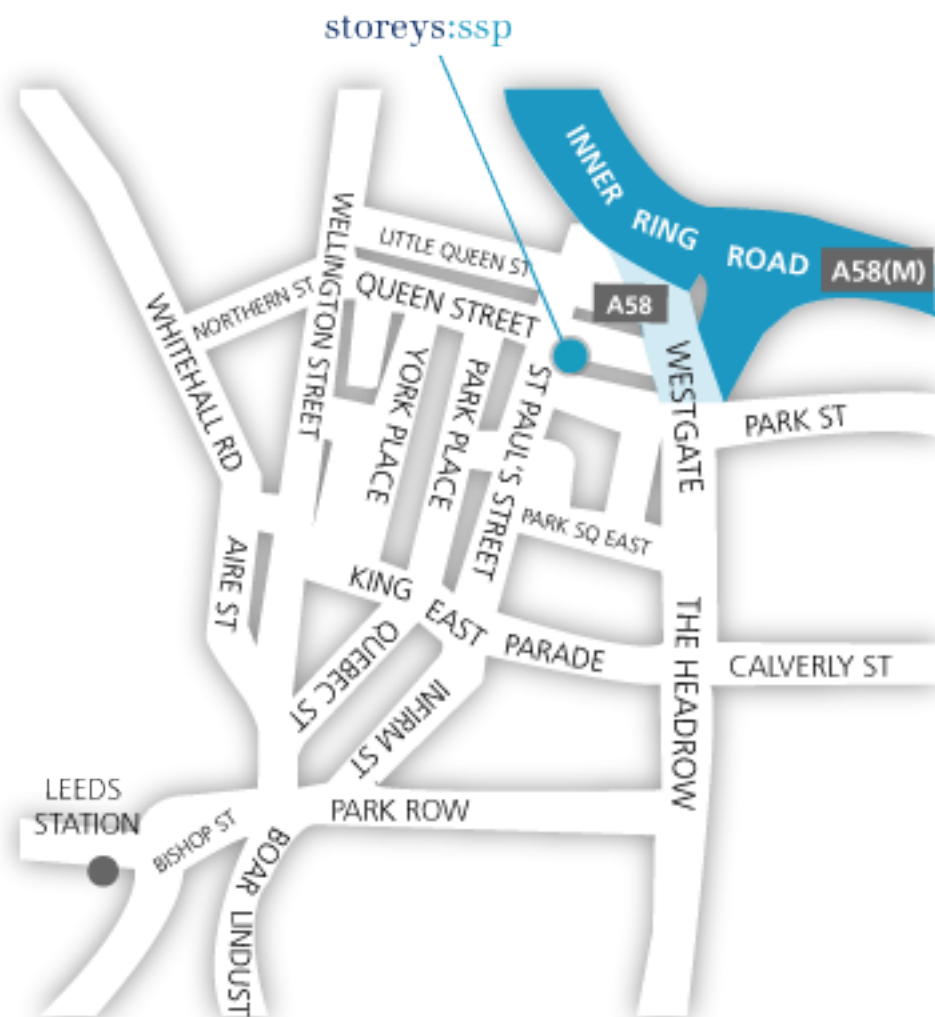 storeys:ssp
INNER RING ROAD
A58(M)
A58
LITTLE QUEEN ST
WELLINGTON STREET
QUEEN STREET
NORTHERN ST
WHITEHALL RD
YORK PLACE
PARK PLACE
ST PAUL'S STREET
WESTGATE
PARK ST
PARK SQ EAST
AIRE ST
KING
EAST PARADE
QUEBEC ST
INFIRM ST
THE HEADROW
CALVERLY ST
LEEDS
STATION
BISHOP ST
PARK ROW
BOAR
LINDUST